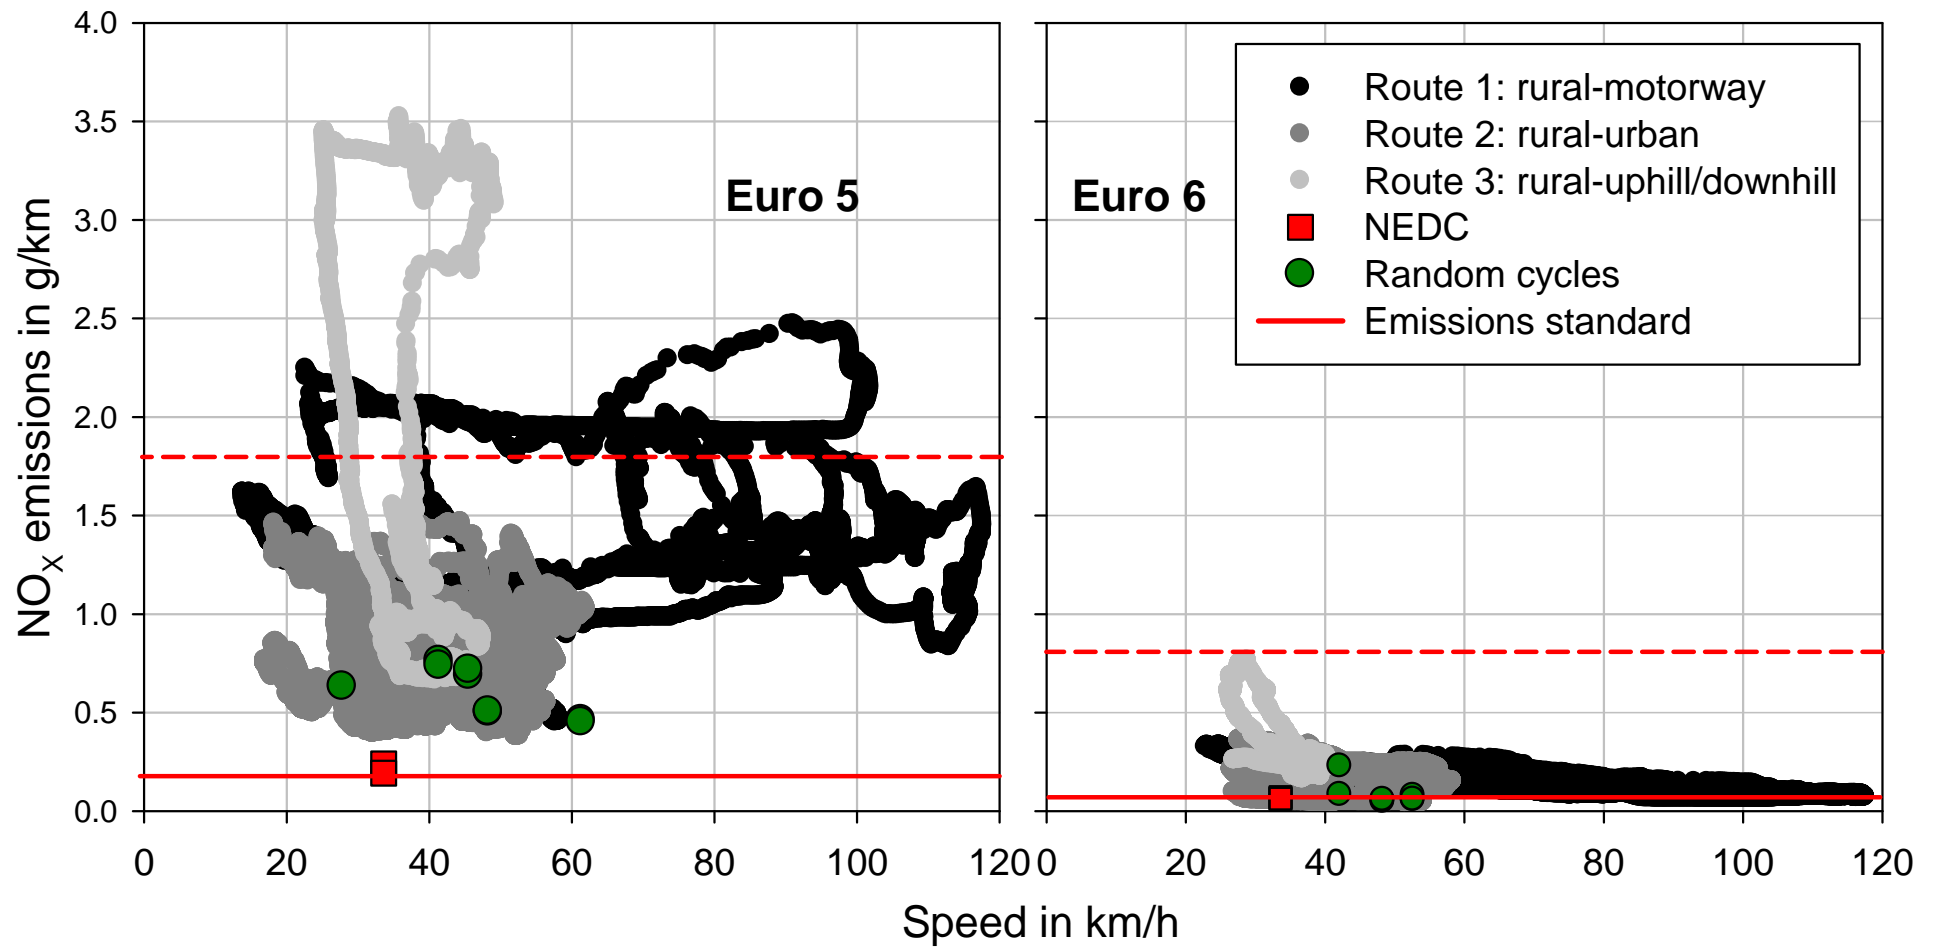 4.0
3.5
3.0
2.5
2.0
1.5
1.0
0.5
0.0
NOX emissions in g/km
Euro 5
Euro 6
Route 1: rural-motorway
Route 2: rural-urban
Route 3: rural-uphill/downhill
NEDC
Random cycles
Emissions standard
0 20 40 60 80 100 120
0 20 40 60 80 100 120
Speed in km/h